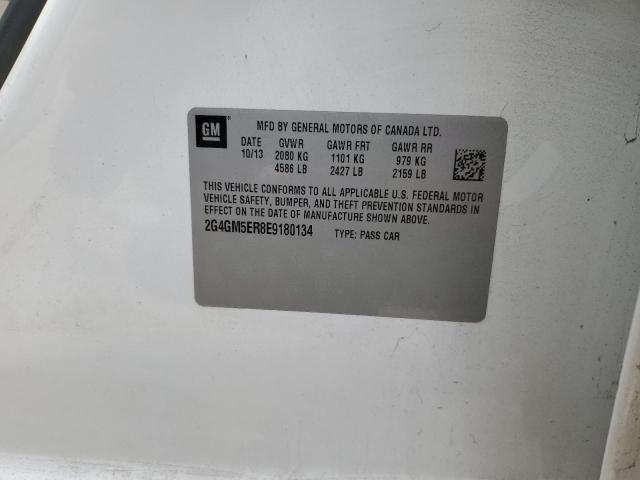 GM
MFD BY GENERAL MOTORS OF CANADA LTD.
DATE GVWR GAWR FRT GAWR RR
10/13 2080 KG 1101 KG 979 KG
4586 LB 2427 LB 2159 LB
THIS VEHICLE CONFORMS TO ALL APPLICABLE U.S. FEDERAL MOTOR
VEHICLE SAFETY, BUMPER, AND THEFT PREVENTION STANDARDS IN
EFFECT ON THE DATE OF MANUFACTURE SHOWN ABOVE.
2G4GM5ER8E9180134 TYPE: PASS CAR